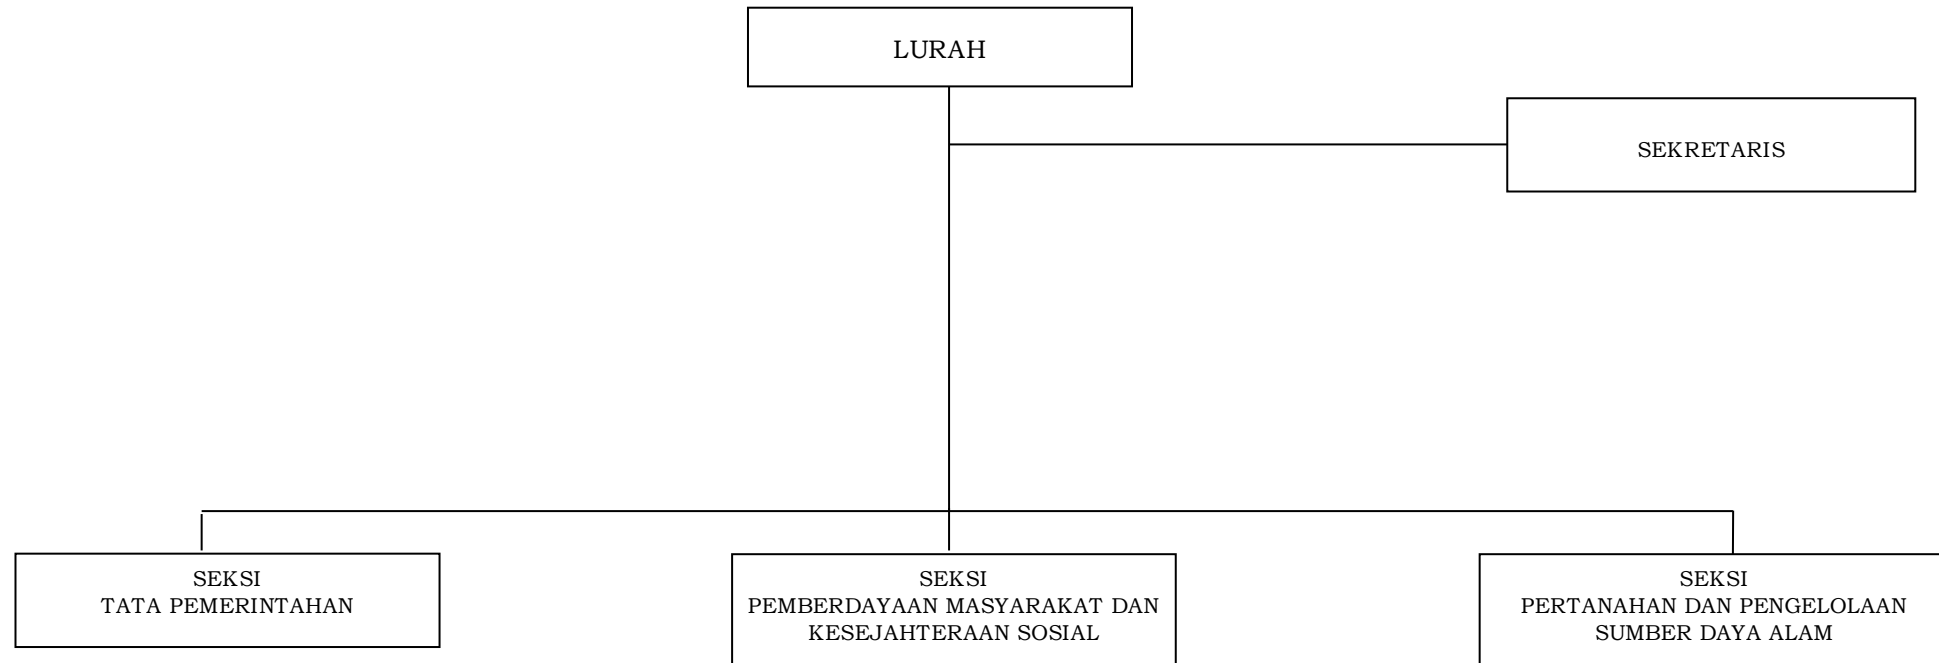 LURAH
SEKRETARIS
SEKSI
TATA PEMERINTAHAN
SEKSI
PEMBERDAYAAN MASYARAKAT DAN
KESEJAHTERAAN SOSIAL
SEKSI
PERTANAHAN DAN PENGELOLAAN
SUMBER DAYA ALAM